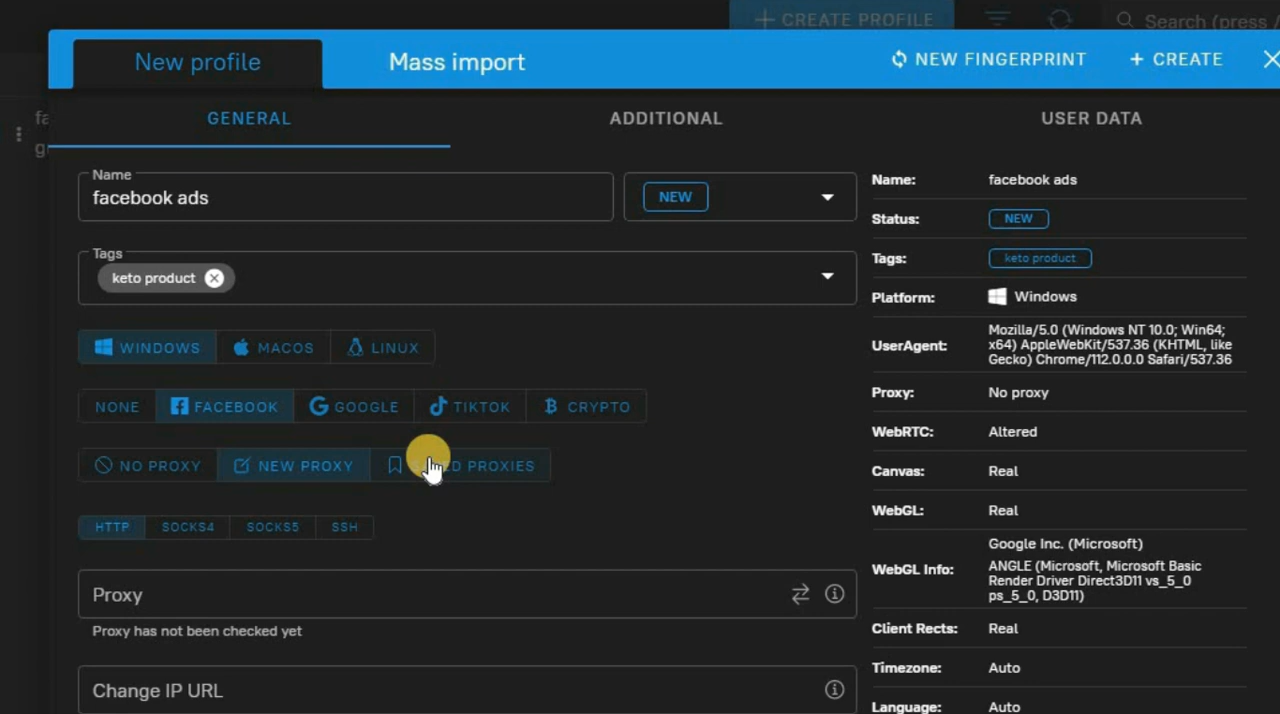 CREATE PROFILE
Search (press /
New profile
Mass import
NEW FINGERPRINT
+ CREATE
GENERAL
ADDITIONAL
USER DATA
Name
facebook ads
NEW
Tags
keto product
WINDOWS
MACOS
LINUX
NONE
FACEBOOK
GOOGLE
TIKTOK
CRYPTO
NO PROXY
NEW PROXY
PROXIES
HTTP
SOCKS4
SOCKS5
SSH
Proxy
Proxy has not been checked yet
Change IP URL
Name: facebook ads
Status: NEW
Tags: keto product
Platform: Windows
UserAgent: Mozilla/5.0 (Windows NT 10.0; Win64;
x64) AppleWebKit/537.36 (KHTML, like
Gecko) Chrome/112.0.0.0 Safari/537.36
Proxy: No proxy
WebRTC: Altered
Canvas: Real
WebGL: Real
WebGL Info: Google Inc. (Microsoft)
ANGLE (Microsoft, Microsoft Basic
Render Driver Direct3D11 vs_5_0
ps_5_0, D3D11)
Client Rects: Real
Timezone: Auto
Language: Auto